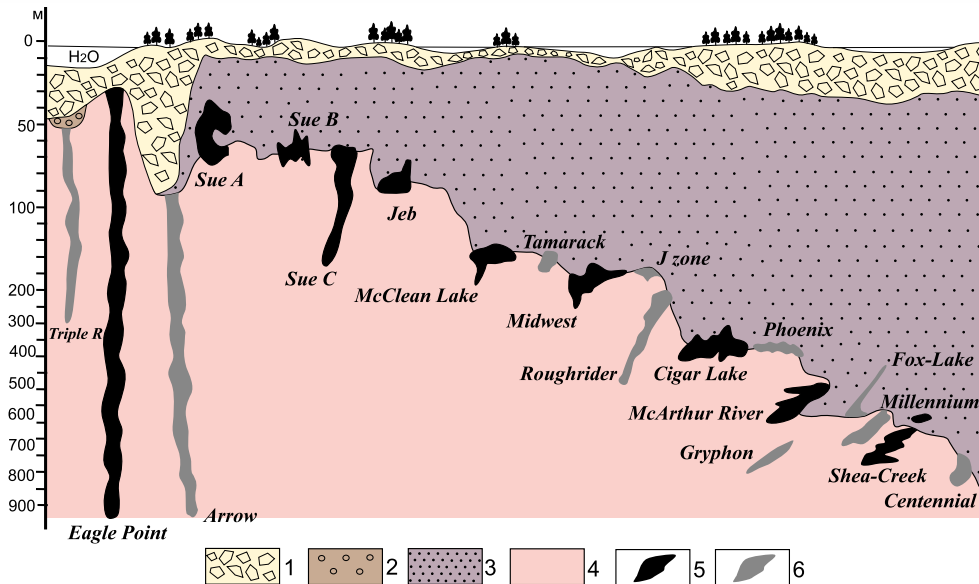 м
0
H₂O
50
Sue B
Sue A
100
Jeb
Tamarack
J zone
Sue C
McClean Lake
200
Midwest
300
Triple R
Phoenix
400
Roughrider
Cigar Lake
Fox-Lake
500
Millennium
600
McArthur River
700
Gryphon
800
Shea-Creek
Centennial
900
Arrow
Eagle Point
1 2 3 4 5 6